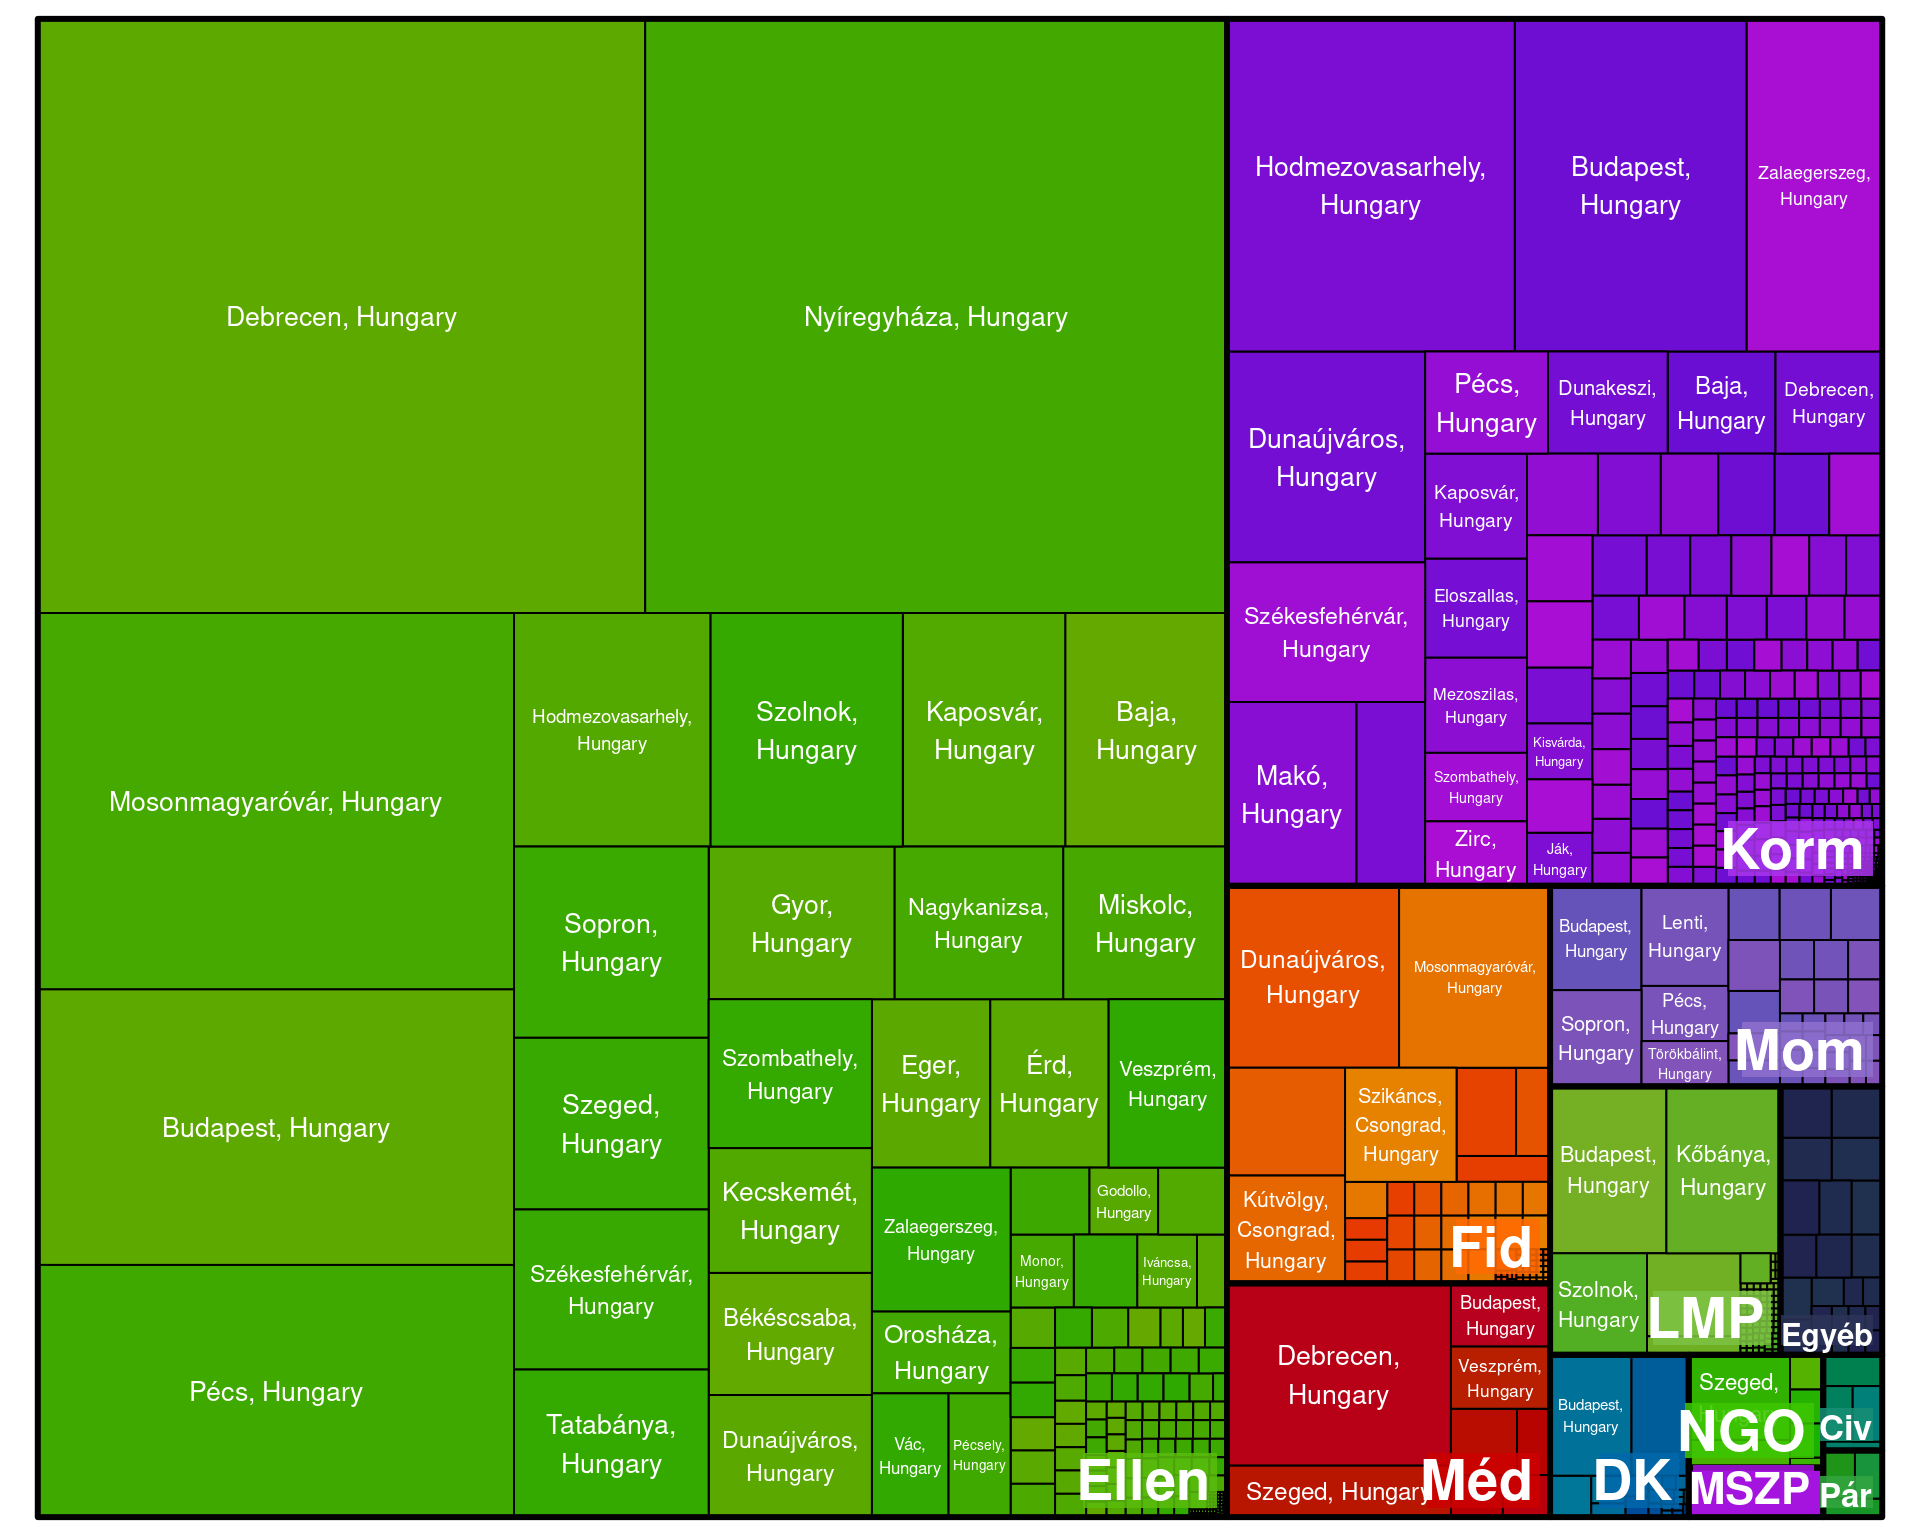 Debrecen, Hungary
Nyíregyháza, Hungary
Mosonmagyaróvár, Hungary
Budapest, Hungary
Pécs, Hungary
Hodmezovasarhely,
Hungary
Szolnok,
Hungary
Kaposvár,
Hungary
Baja,
Hungary
Sopron,
Hungary
Gyor,
Hungary
Nagykanizsa,
Hungary
Miskolc,
Hungary
Szeged,
Hungary
Szombathely,
Hungary
Eger,
Hungary
Érd,
Hungary
Veszprém,
Hungary
Székesfehérvár,
Hungary
Kecskemét,
Hungary
Zalaegerszeg,
Hungary
Godollo,
Hungary
Monor,
Hungary
Iváncsa,
Hungary
Békéscsaba,
Hungary
Orosháza,
Hungary
Tatabánya,
Hungary
Dunaújváros,
Hungary
Vác,
Hungary
Pécsely,
Hungary
Ellen
Hodmezovasarhely,
Hungary
Budapest,
Hungary
Zalaegerszeg,
Hungary
Dunaújváros,
Hungary
Pécs,
Hungary
Dunakeszi,
Hungary
Baja,
Hungary
Debrecen,
Hungary
Kaposvár,
Hungary
Székesfehérvár,
Hungary
Eloszallas,
Hungary
Mezoszilas,
Hungary
Makó,
Hungary
Szombathely,
Hungary
Kisvárda,
Hungary
Zirc,
Hungary
Ják,
Hungary
Korm
Dunaújváros,
Hungary
Mosonmagyaróvár,
Hungary
Szikáncs,
Csongrad,
Hungary
Kútvölgy,
Csongrad,
Hungary
Fid
Budapest,
Hungary
Lenti,
Hungary
Sopron,
Hungary
Pécs,
Hungary
Törökbálint,
Hungary
Mom
Budapest,
Hungary
Kőbánya,
Hungary
Szolnok,
Hungary
LMP
Egyéb
Debrecen,
Hungary
Budapest,
Hungary
Veszprém,
Hungary
Szeged, Hungary
Méd
Budapest,
Hungary
DK
Szeged,
NGO
Civ
MSZP
Pár